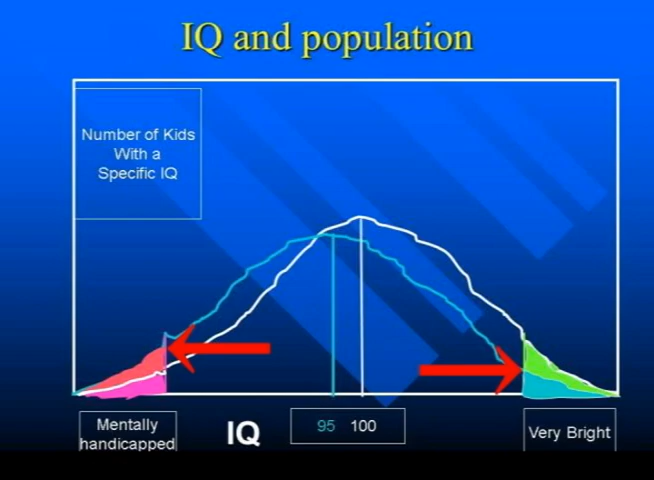 IQ and population
Number of Kids
With a
Specific IQ
Mentally
handicapped
IQ
95 100
Very Bright